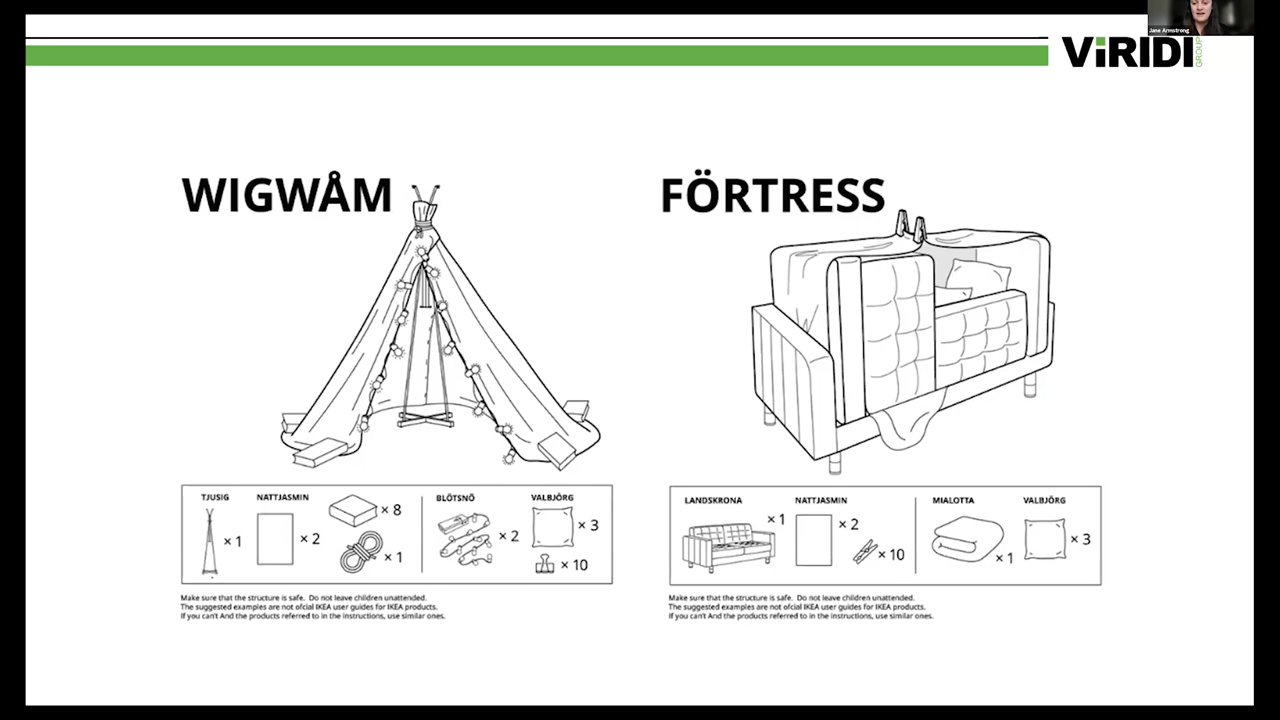 Jane Armstrong
ViRIDI
GROUP
WIGWÅM
TJUSIG
× 1
NATTJASMIN
× 2
× 8
× 1
BLÖTSNÖ
× 2
VALBJÖRG
× 3
× 10
Make sure that the structure is safe. Do not leave children unattended.
The suggested examples are not ofcial IKEA user guides for IKEA products.
If you can't And the products referred to in the instructions, use similar ones.
FÖRTRESS
LANDSKRONA
× 1
NATTJASMIN
× 2
× 10
MIALOTTA
× 1
VALBJÖRG
× 3
Make sure that the structure is safe. Do not leave children unattended.
The suggested examples are not ofcial IKEA user guides for IKEA products.
If you can't And the products referred to in the instructions, use similar ones.